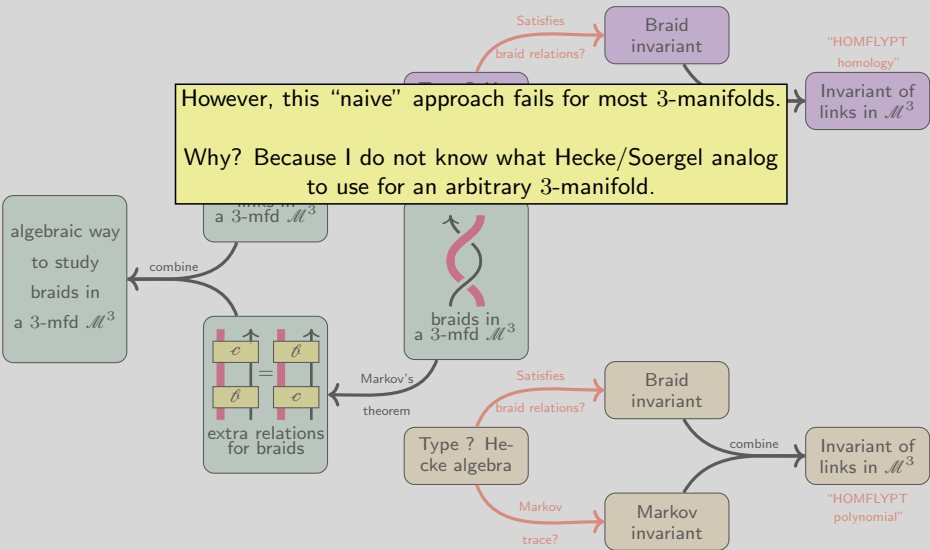 Satisfies
braid relations?
Braid
invariant
"HOMFLYPT
homology"
Invariant of
links in ℳ³
However, this "naive" approach fails for most 3-manifolds.
Why? Because I do not know what Hecke/Soergel analog
to use for an arbitrary 3-manifold.
links in
a 3-mfd ℳ³
algebraic way
to study
braids in
a 3-mfd ℳ³
combine
braids in
a 3-mfd ℳ³
c b
=
b c
extra relations
for braids
Markov's
theorem
Satisfies
braid relations?
Braid
invariant
Type ? He-
cke algebra
combine
Invariant of
links in ℳ³
"HOMFLYPT
polynomial"
Markov
trace?
Markov
invariant